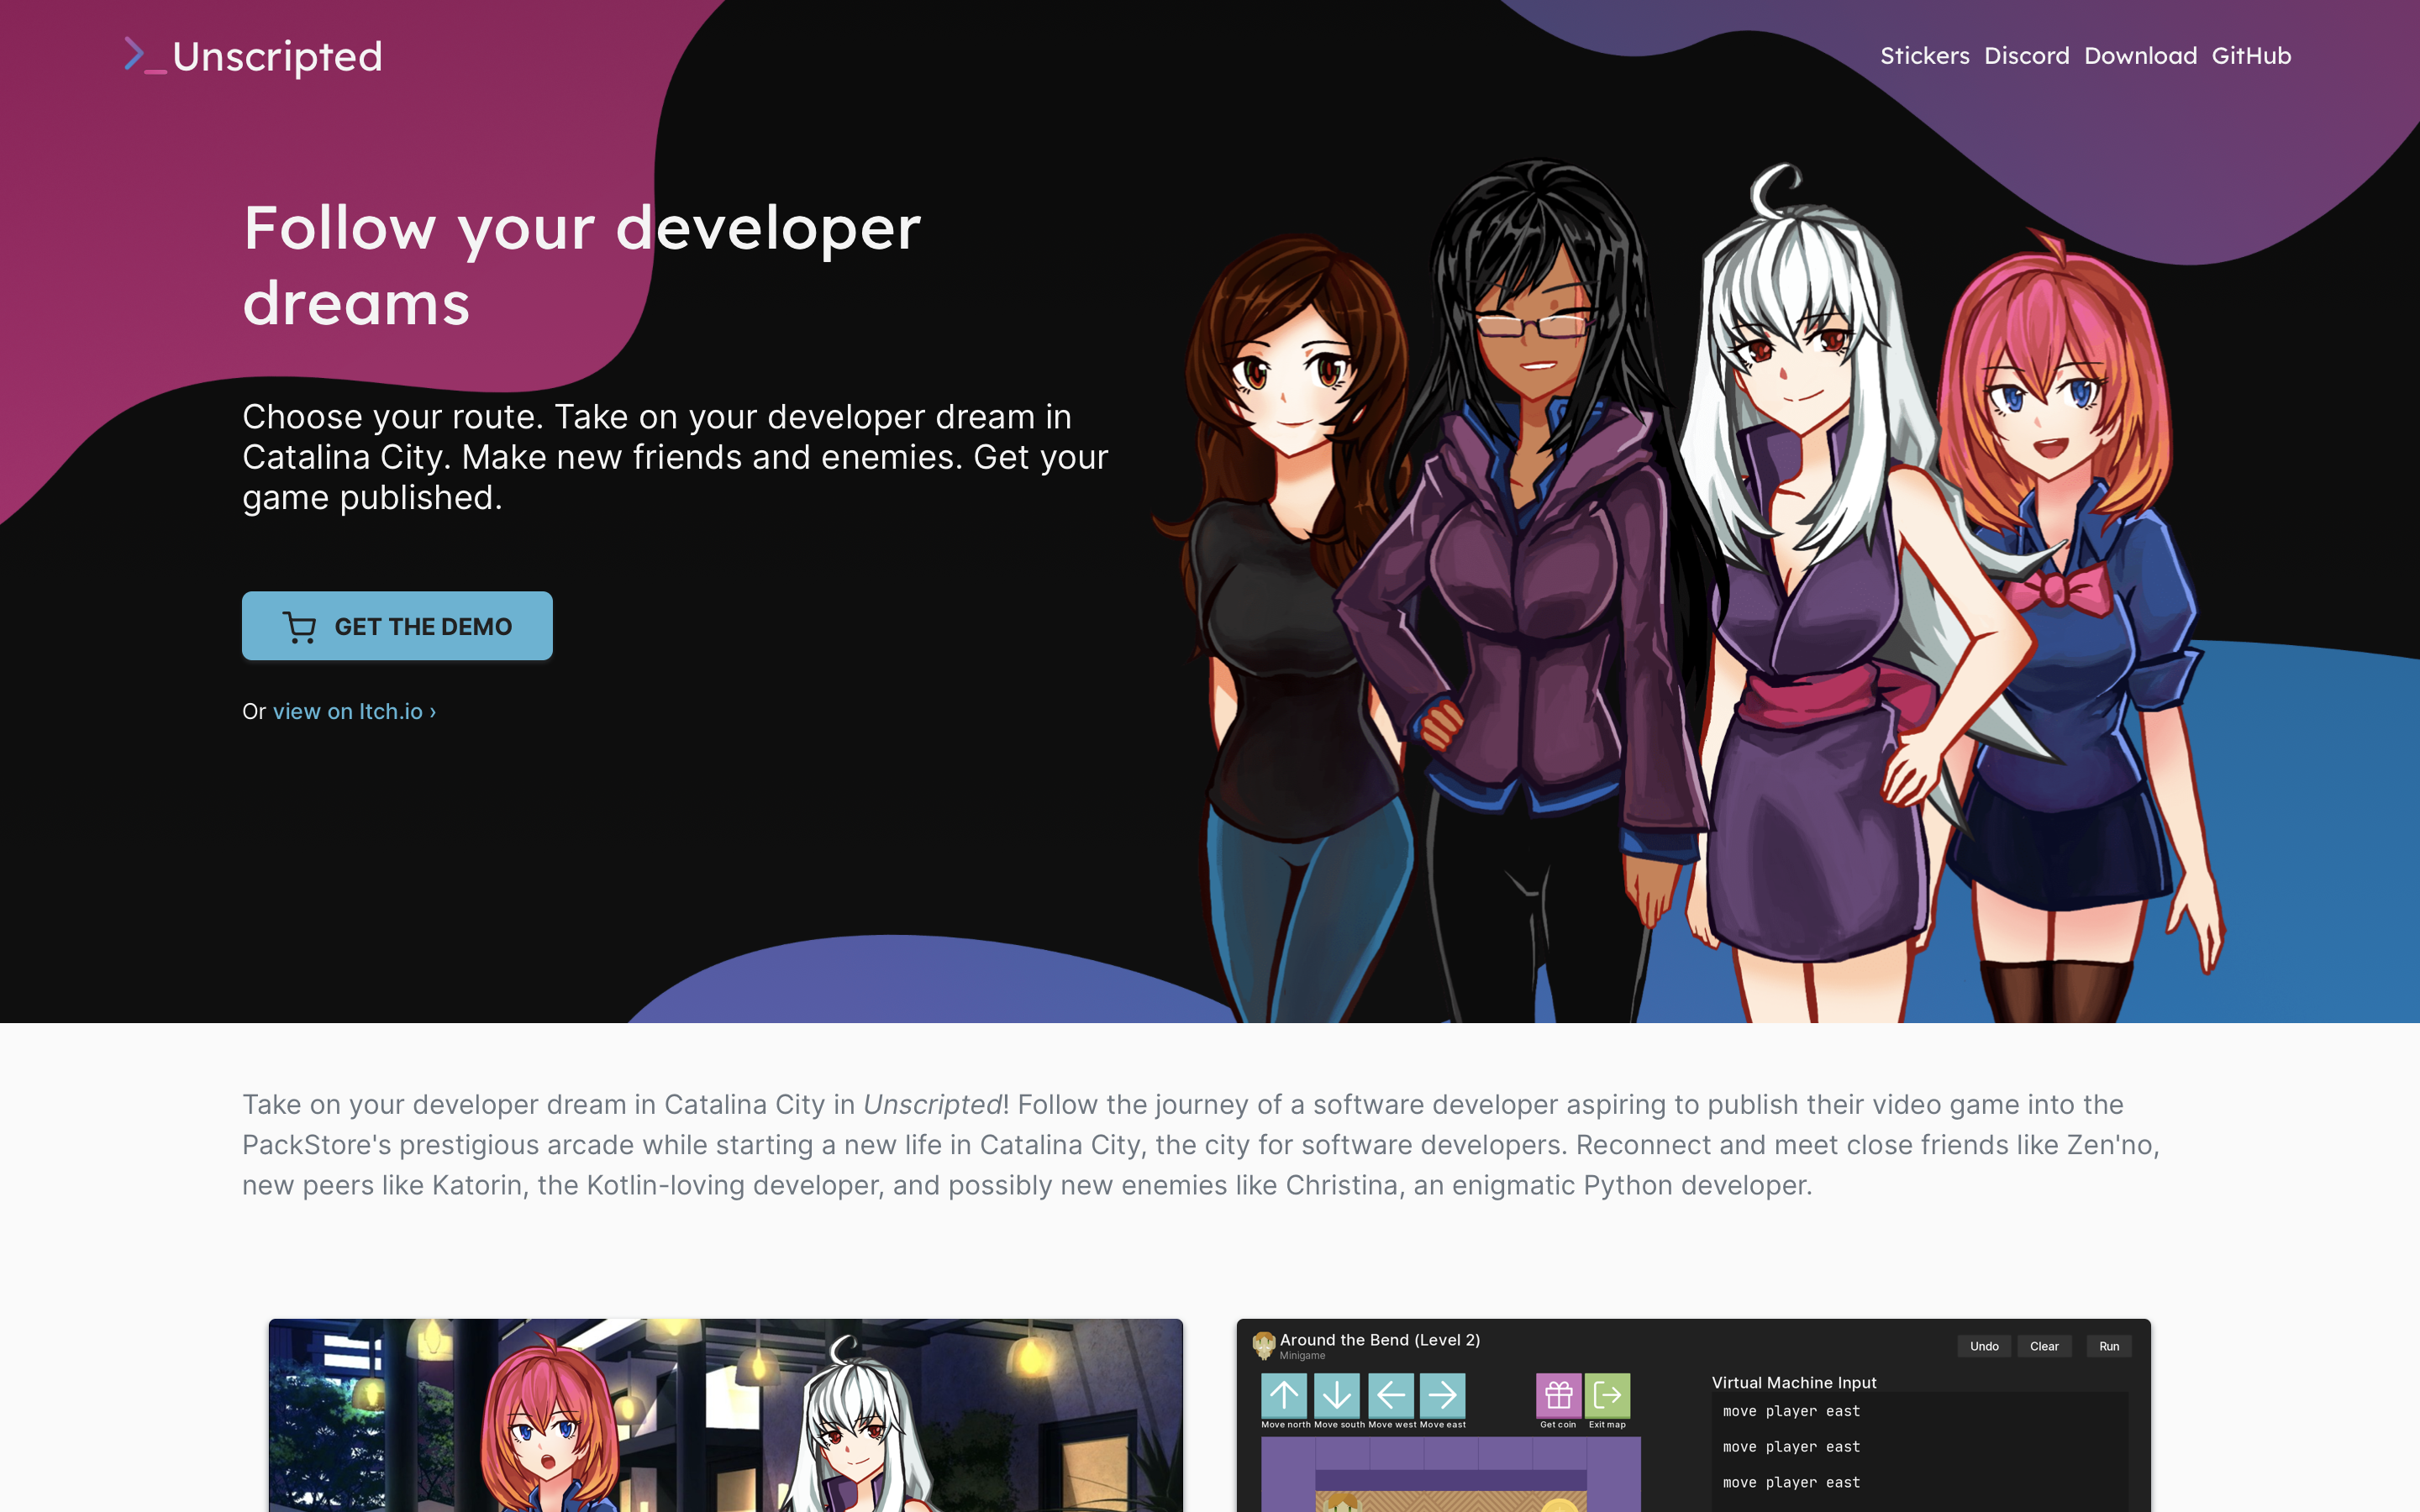 Unscripted
Stickers Discord Download GitHub
Follow your developer
dreams
Choose your route. Take on your developer dream in
Catalina City. Make new friends and enemies. Get your
game published.
GET THE DEMO
Or view on Itch.io ›
Take on your developer dream in Catalina City in Unscripted! Follow the journey of a software developer aspiring to publish their video game into the
PackStore's prestigious arcade while starting a new life in Catalina City, the city for software developers. Reconnect and meet close friends like Zen'no,
new peers like Katorin, the Kotlin-loving developer, and possibly new enemies like Christina, an enigmatic Python developer.
Around the Bend (Level 2)
Minigame
Undo Clear Run
Move north Move south Move west Move east Get coin Exit map
Virtual Machine Input
move player east
move player east
move player east